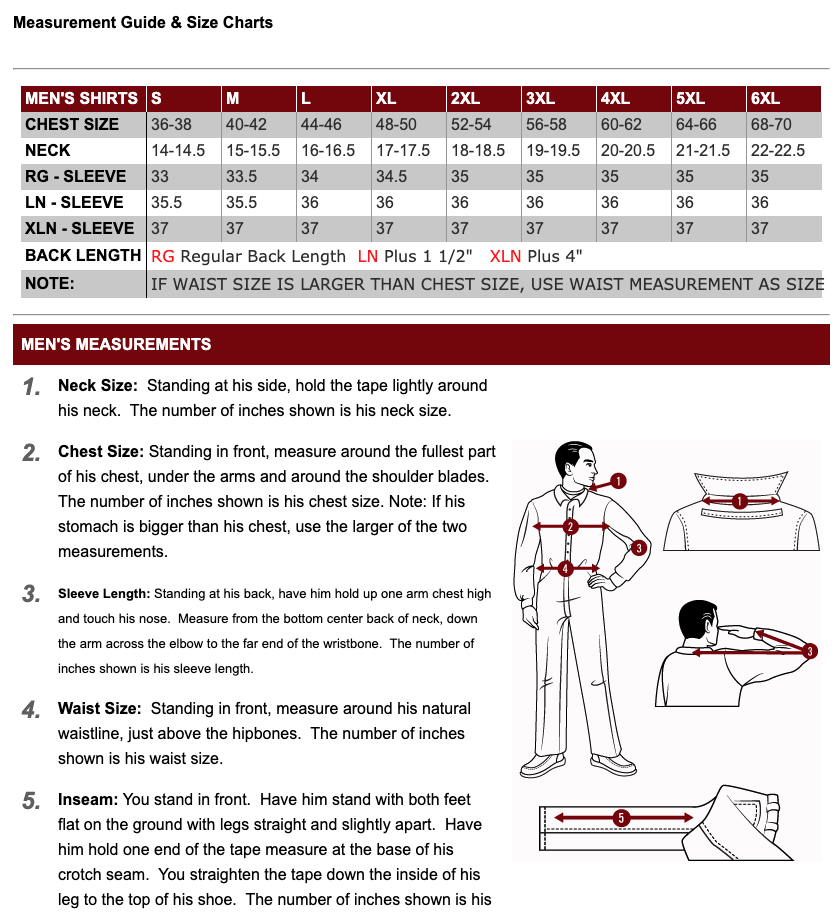 Measurement Guide & Size Charts
MEN'S SHIRTS S M L XL 2XL 3XL 4XL 5XL 6XL
CHEST SIZE 36-38 40-42 44-46 48-50 52-54 56-58 60-62 64-66 68-70
NECK 14-14.5 15-15.5 16-16.5 17-17.5 18-18.5 19-19.5 20-20.5 21-21.5 22-22.5
RG - SLEEVE 33 33.5 34 34.5 35 35 35 35 35
LN - SLEEVE 35.5 35.5 36 36 36 36 36 36 36
XLN - SLEEVE 37 37 37 37 37 37 37 37 37
BACK LENGTH RG Regular Back Length LN Plus 1 1/2" XLN Plus 4"
NOTE: IF WAIST SIZE IS LARGER THAN CHEST SIZE, USE WAIST MEASUREMENT AS SIZE
MEN'S MEASUREMENTS
1. Neck Size: Standing at his side, hold the tape lightly around
his neck. The number of inches shown is his neck size.
2. Chest Size: Standing in front, measure around the fullest part
of his chest, under the arms and around the shoulder blades.
The number of inches shown is his chest size. Note: If his
stomach is bigger than his chest, use the larger of the two
measurements.
3. Sleeve Length: Standing at his back, have him hold up one arm chest high
and touch his nose. Measure from the bottom center back of neck, down
the arm across the elbow to the far end of the wristbone. The number of
inches shown is his sleeve length.
4. Waist Size: Standing in front, measure around his natural
waistline, just above the hipbones. The number of inches
shown is his waist size.
5. Inseam: You stand in front. Have him stand with both feet
flat on the ground with legs straight and slightly apart. Have
him hold one end of the tape measure at the base of his
crotch seam. You straighten the tape down the inside of his
leg to the top of his shoe. The number of inches shown is his
1
1
2
3
4
3
5